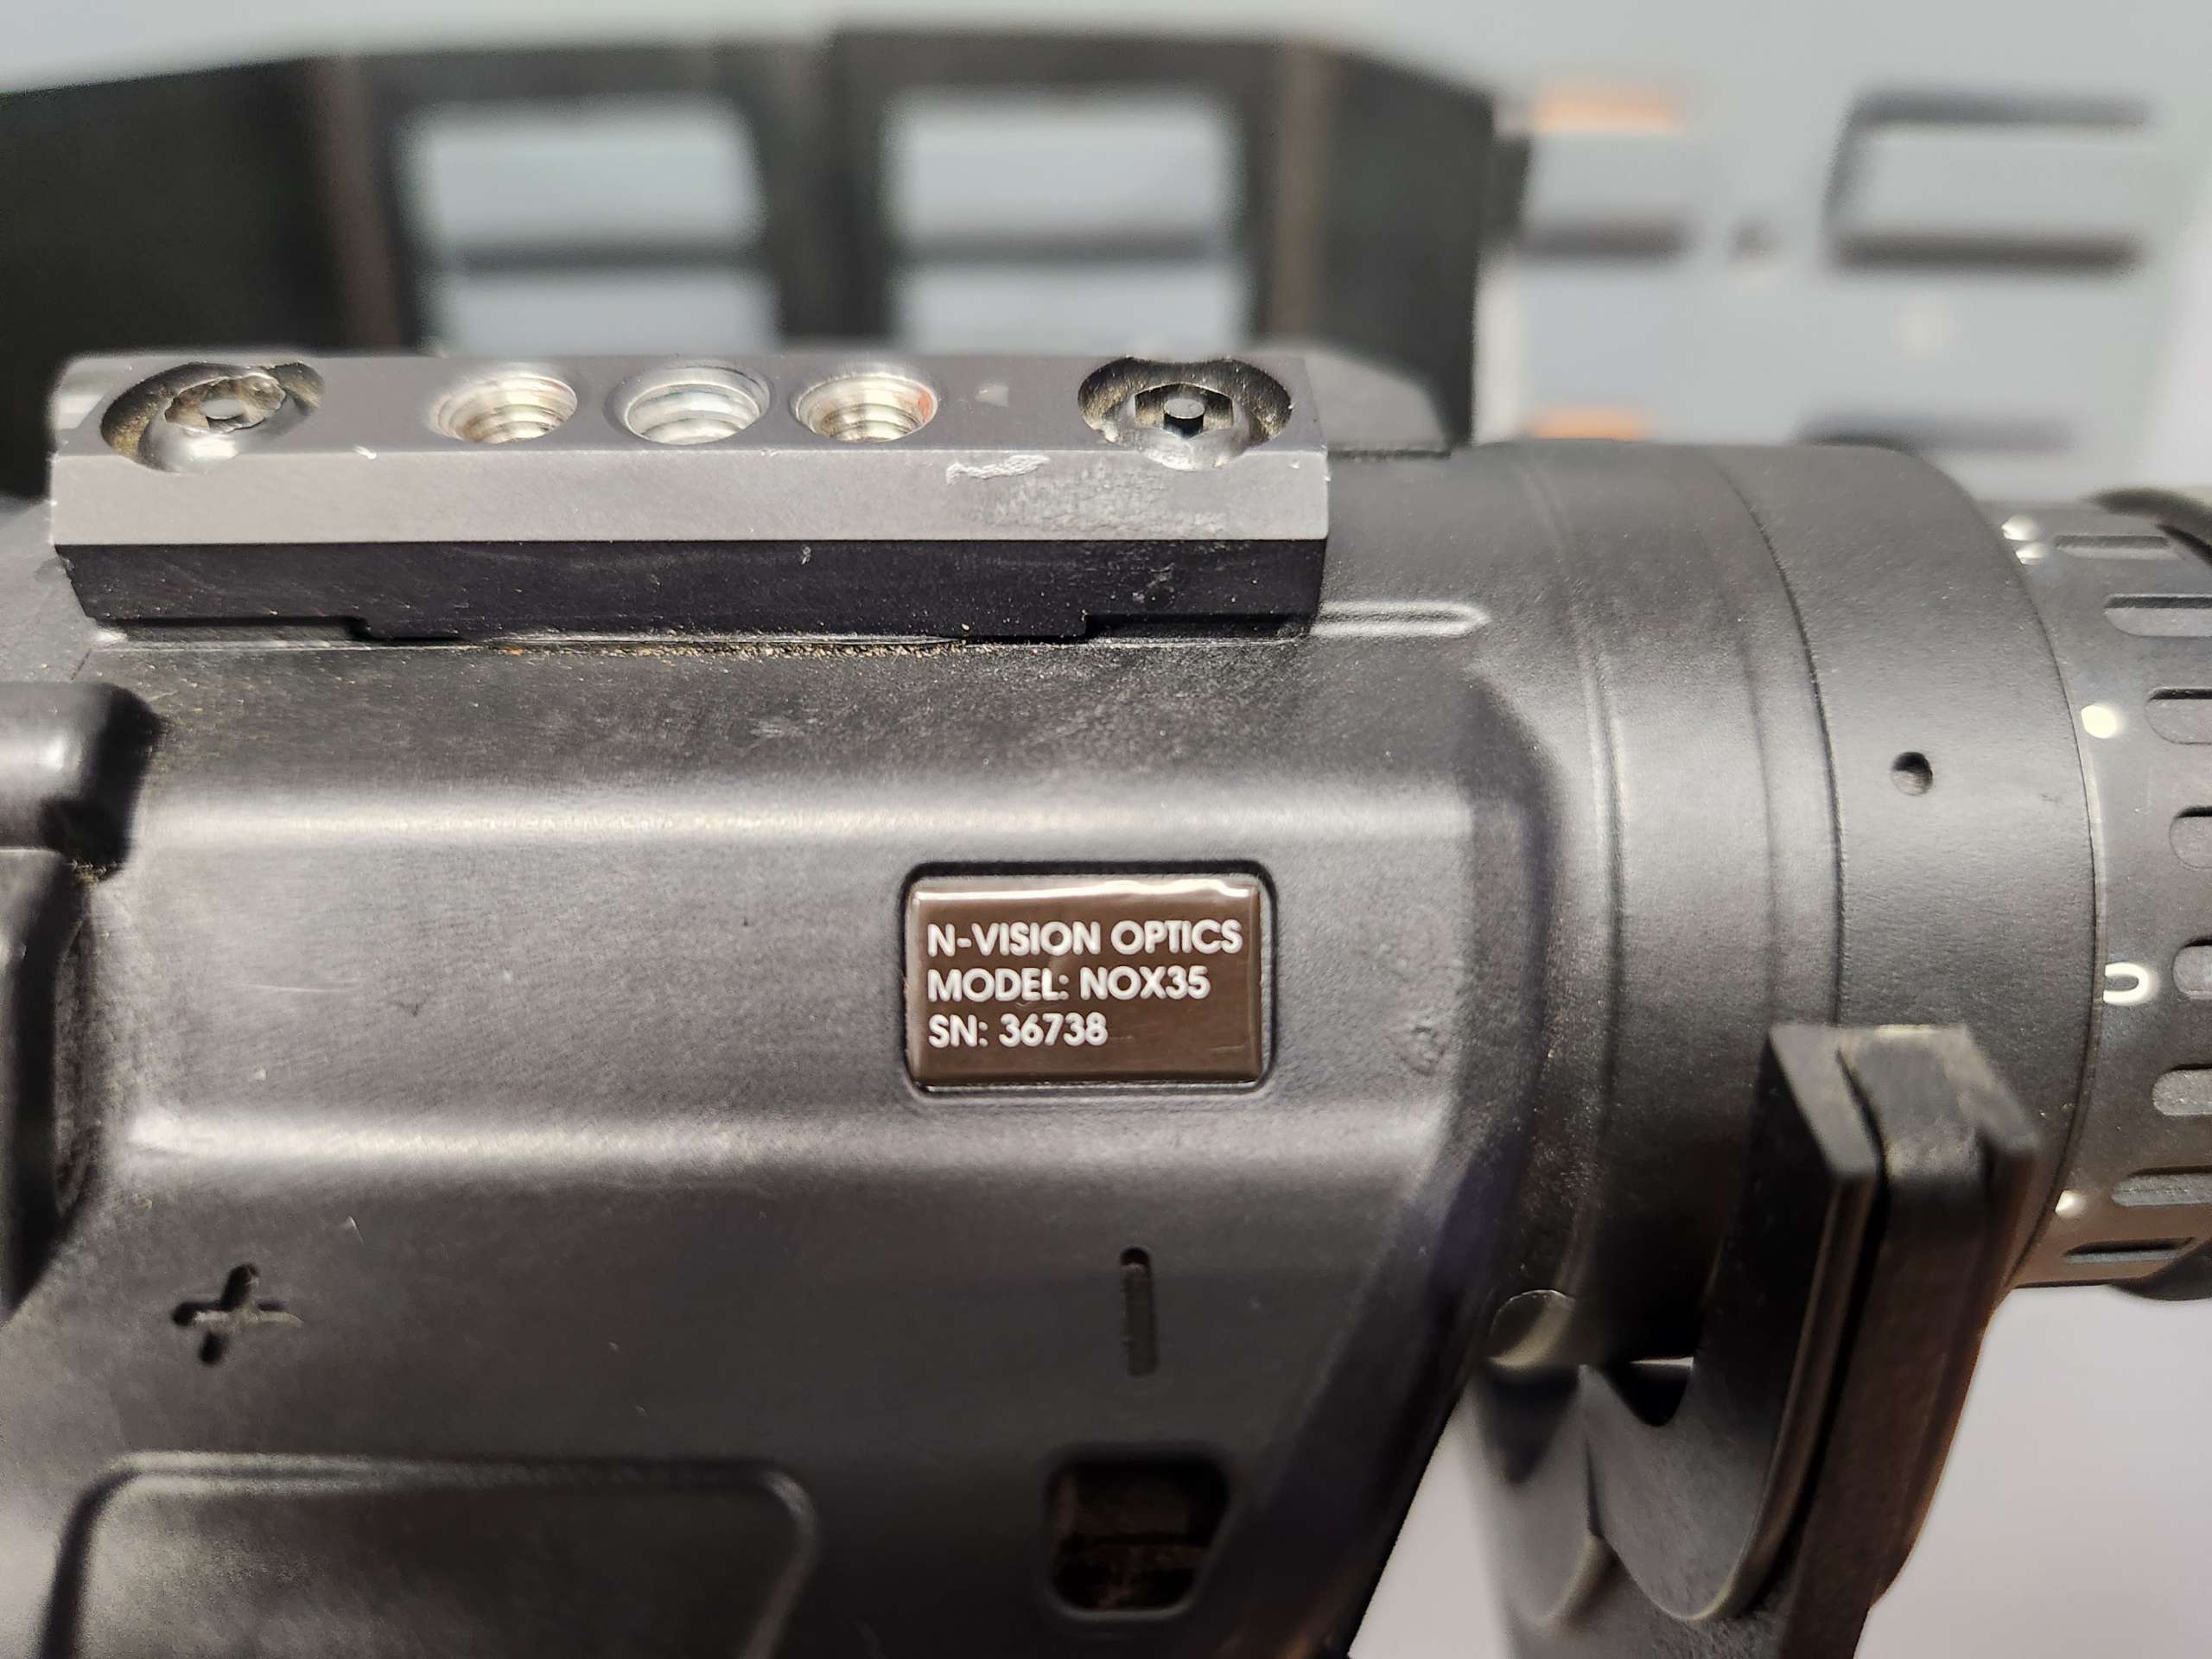 N-VISION OPTICS
MODEL: NOX35
SN: 36738